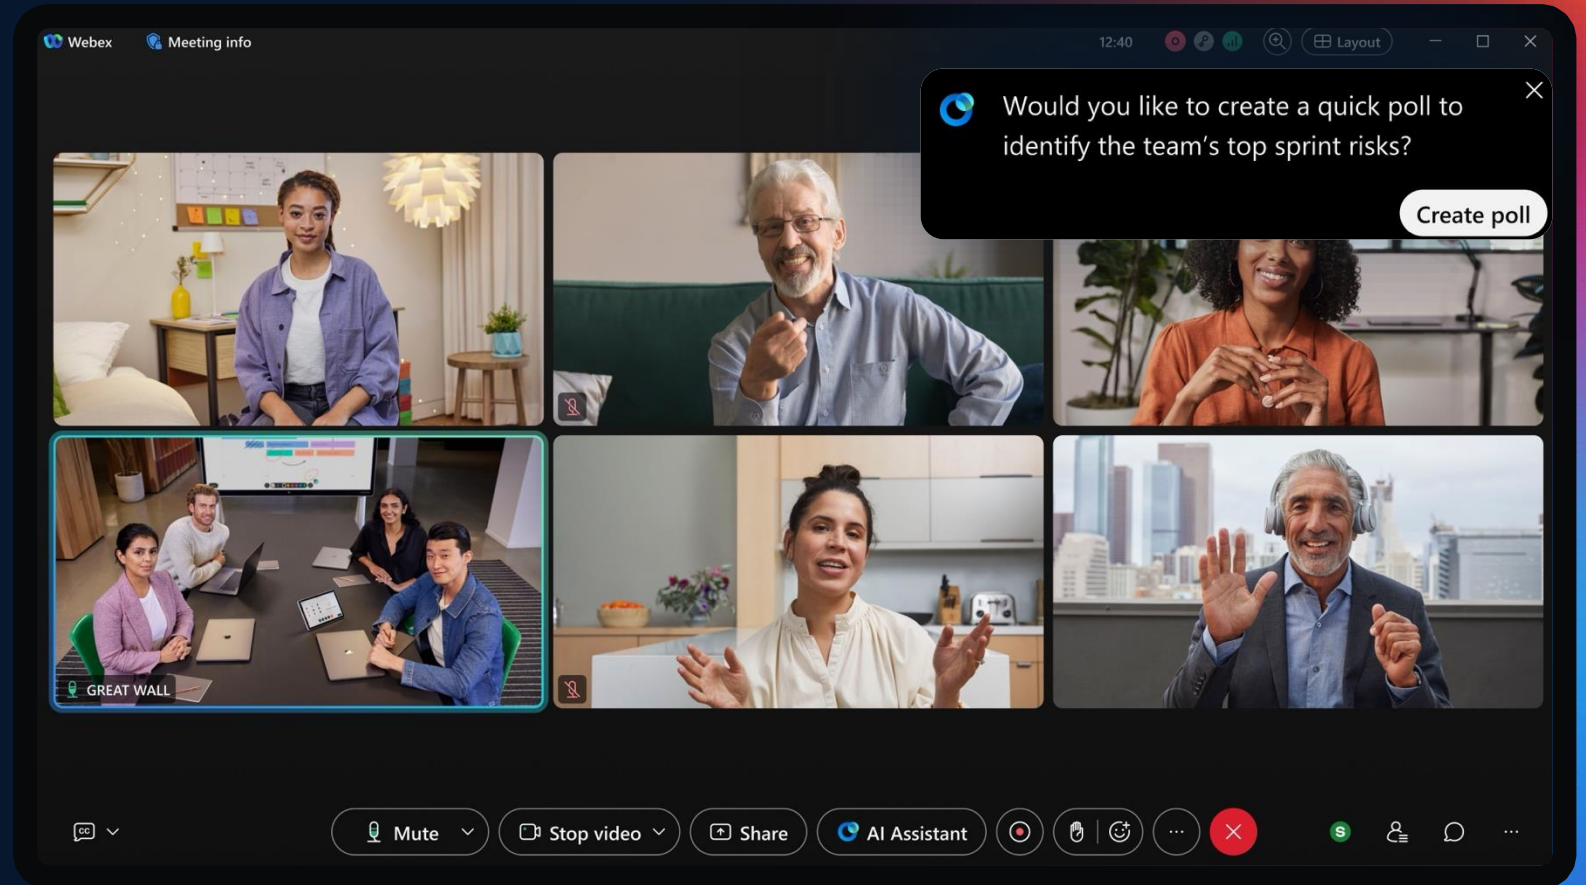 Webex
Meeting info
12:40
Layout
Would you like to create a quick poll to
identify the team's top sprint risks?
Create poll
GREAT WALL
CC
Mute
Stop video
Share
AI Assistant
S